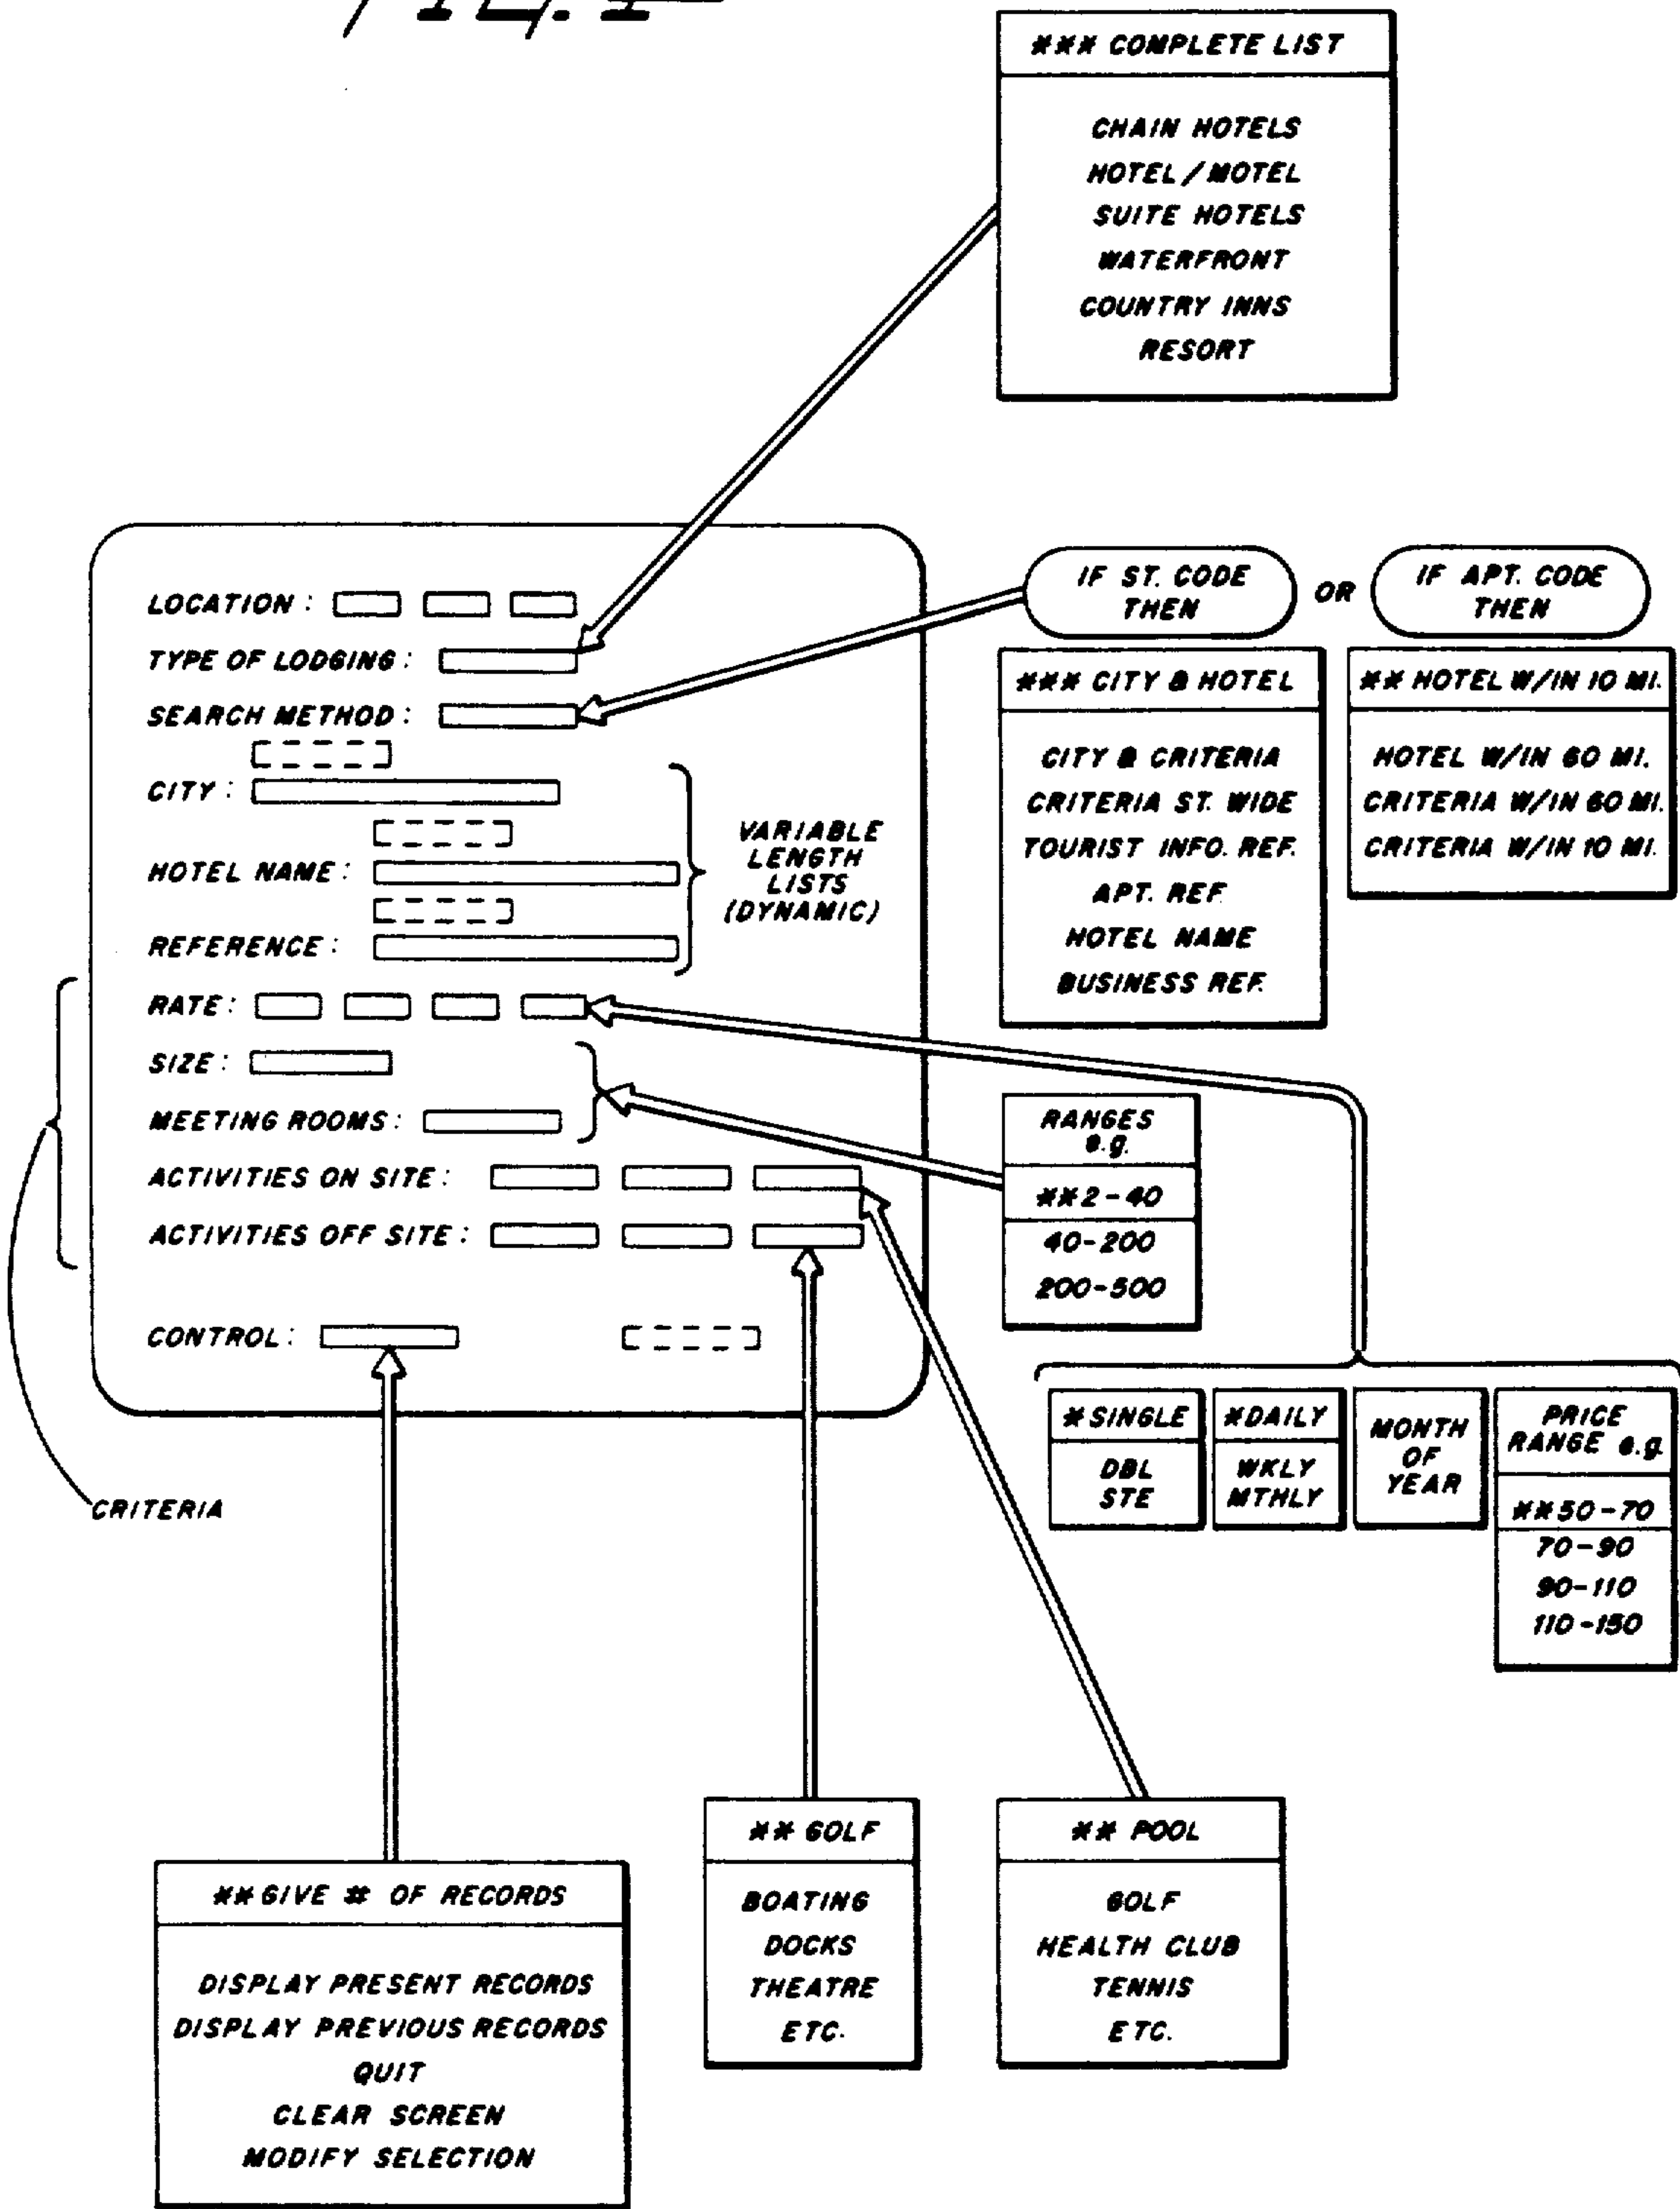 FIG. 1
*** COMPLETE LIST
CHAIN HOTELS
HOTEL/MOTEL
SUITE HOTELS
WATERFRONT
COUNTRY INNS
RESORT
LOCATION:
TYPE OF LODGING:
SEARCH METHOD:
CITY:
HOTEL NAME:
REFERENCE:
VARIABLE
LENGTH
LISTS
(DYNAMIC)
RATE:
SIZE:
MEETING ROOMS:
ACTIVITIES ON SITE:
ACTIVITIES OFF SITE:
CONTROL:
CRITERIA
IF ST. CODE
THEN
OR
IF APT. CODE
THEN
*** CITY & HOTEL
CITY & CRITERIA
CRITERIA ST. WIDE
TOURIST INFO. REF.
APT. REF.
HOTEL NAME
BUSINESS REF.
** HOTEL W/IN 10 MI.
HOTEL W/IN 60 MI.
CRITERIA W/IN 60 MI.
CRITERIA W/IN 10 MI.
RANGES
e.g.
**2-40
40-200
200-500
*SINGLE
DBL
STE
*DAILY
WKLY
MTHLY
MONTH
OF
YEAR
PRICE
RANGE e.g.
**50-70
70-90
90-110
110-150
**GIVE # OF RECORDS
DISPLAY PRESENT RECORDS
DISPLAY PREVIOUS RECORDS
QUIT
CLEAR SCREEN
MODIFY SELECTION
** GOLF
BOATING
DOCKS
THEATRE
ETC.
** POOL
GOLF
HEALTH CLUB
TENNIS
ETC.